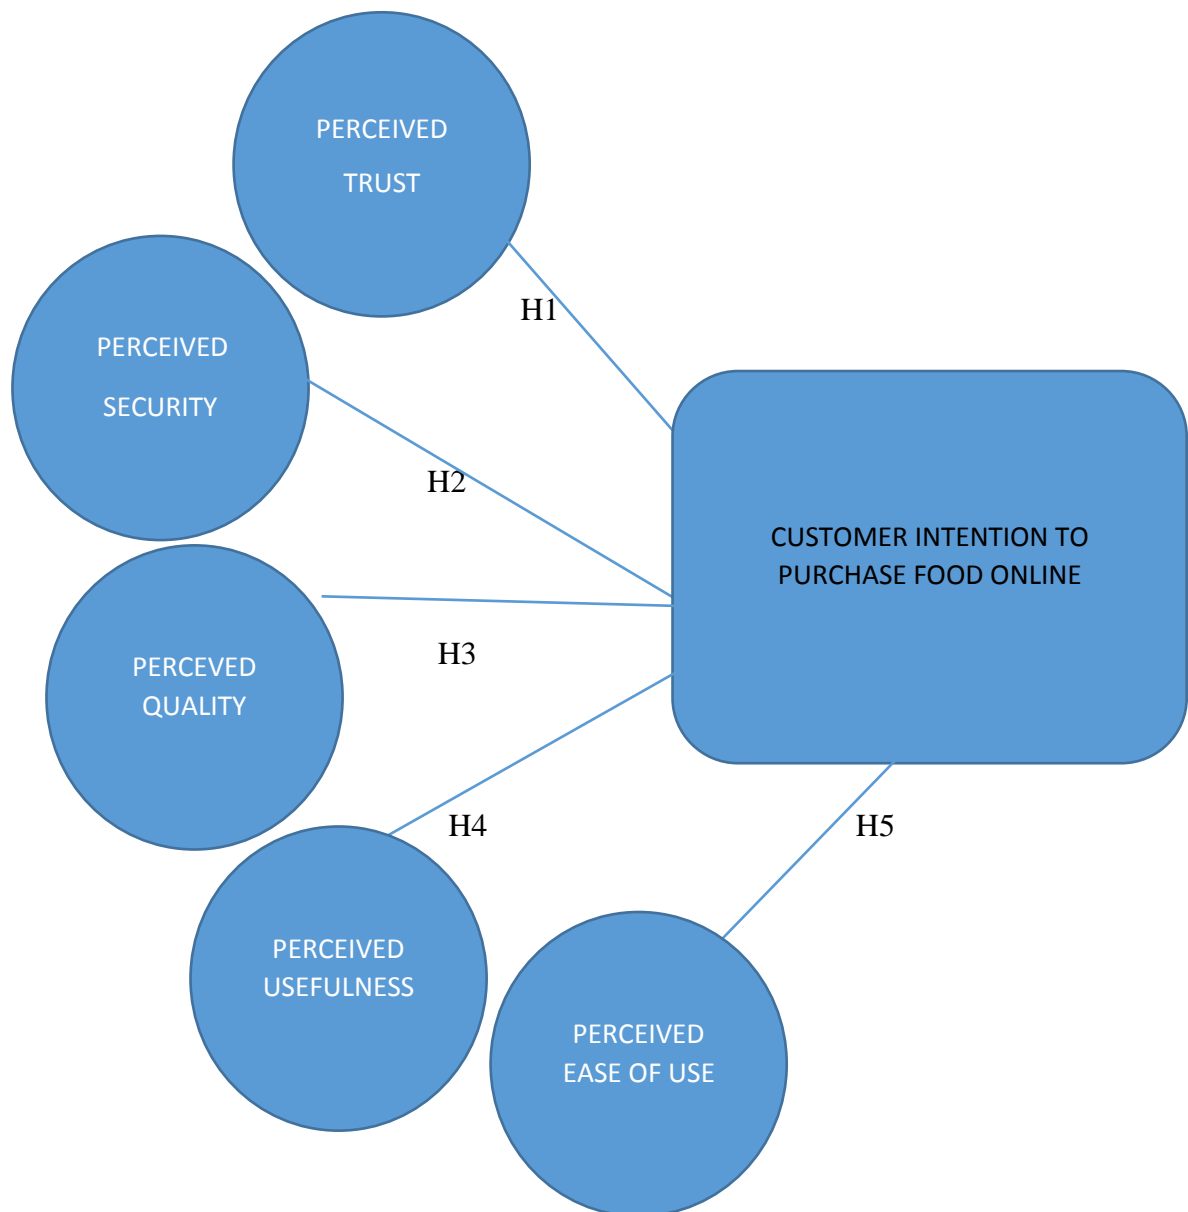 PERCEIVED
TRUST
H1
PERCEIVED
SECURITY
H2
CUSTOMER INTENTION TO
PURCHASE FOOD ONLINE
PERCEVED
QUALITY
H3
H4
H5
PERCEIVED
USEFULNESS
PERCEIVED
EASE OF USE